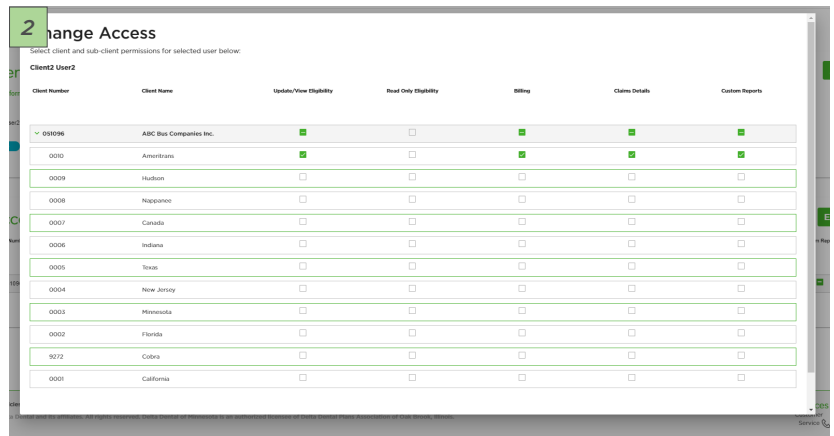 2
hange Access
Select client and sub-client permissions for selected user below:
Client2 User2
Client Number Client Name Update/View Eligibility Read Only Eligibility Billing Claims Details Custom Reports
051096 ABC Bus Companies Inc.
0010 Ameritrans
0009 Hudson
0008 Nappanee
0007 Canada
0006 Indiana
0005 Texas
0004 New Jersey
0003 Minnesota
0002 Florida
9272 Cobra
0001 California
Dental and its affiliates. All rights reserved. Delta Dental of Minnesota is an authorized licensee of Delta Dental Plans Association of Oak Brook, Illinois.
Customer
Service